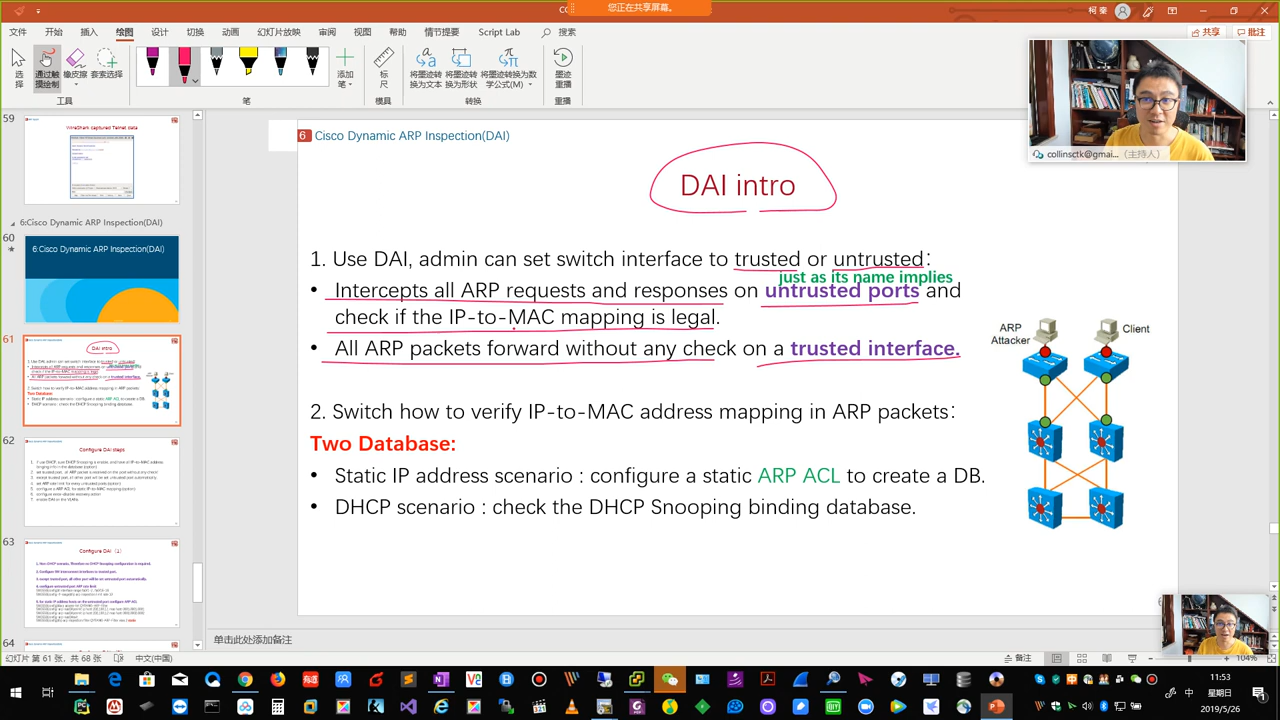 您正在共享屏幕。
柯 奎
文件 开始 插入 绘图 设计 切换 动画 幻灯片放映 审阅 视图 帮助 情节提要 Script Lab 搜索 共享 批注
选择
通过触摸绘制
橡皮擦
套索选择
添加笔
标尺
将墨迹转换为文本
将墨迹转换为形状
将墨迹转换为数学公式(M)
墨迹重播
工具 笔 模具 转换 重播
collinsctk@gmai... （主持人）
59
WireShark captured Telnet data
6:Cisco Dynamic ARP Inspection(DAI)
60
6:Cisco Dynamic ARP Inspection(DAI)
61
62
Configure DAI steps
63
Configure DAI（1）
64
6 Cisco Dynamic ARP Inspection(DAI)
DAI intro
1. Use DAI, admin can set switch interface to trusted or untrusted：
just as its name implies
• Intercepts all ARP requests and responses on untrusted ports and
check if the IP-to-MAC mapping is legal.
• All ARP packets forward without any check on a trusted interface.
2. Switch how to verify IP-to-MAC address mapping in ARP packets：
Two Database:
• Static IP address scenario : configure a static ARP ACL to create a DB.
• DHCP scenario : check the DHCP Snooping binding database.
ARP
Attacker
Client
单击此处添加备注
幻灯片 第 61 张，共 68 张 中文(中国) 备注 104%
中
11:53
星期日
2019/5/26